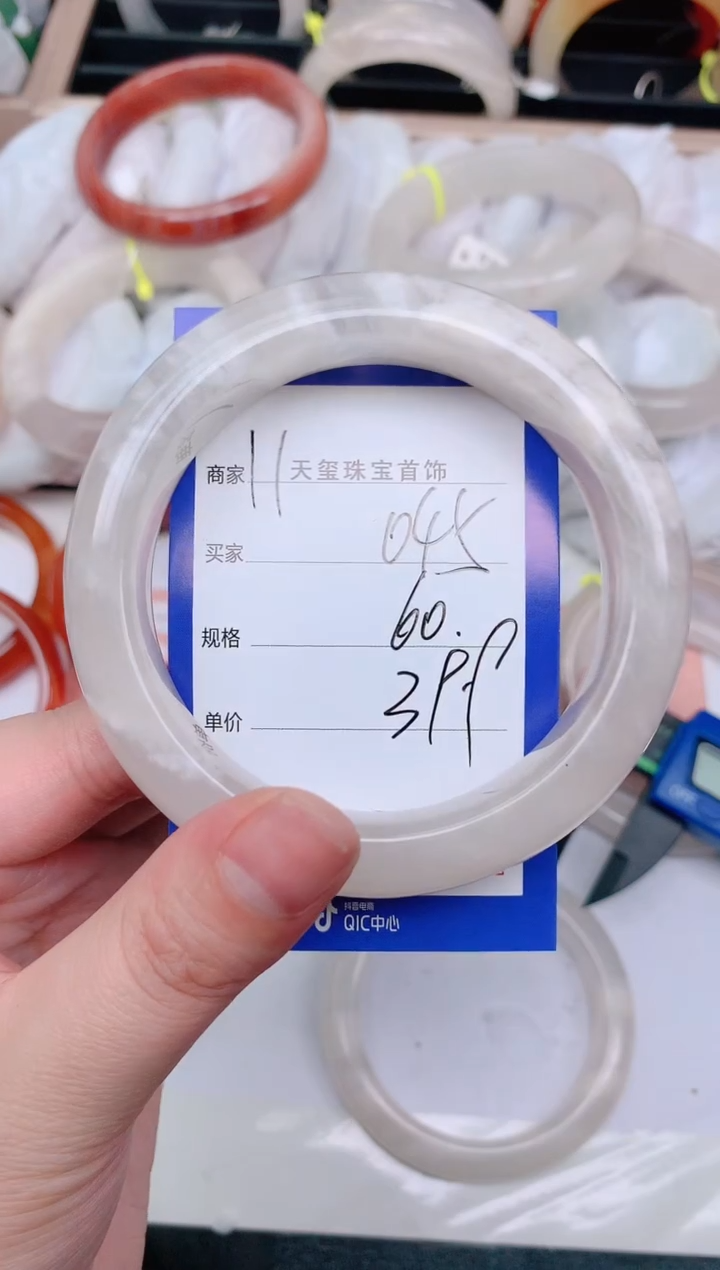 商家 11 天玺珠宝首饰
买家 045
规格 60.
单价
抖音电商
QIC中心